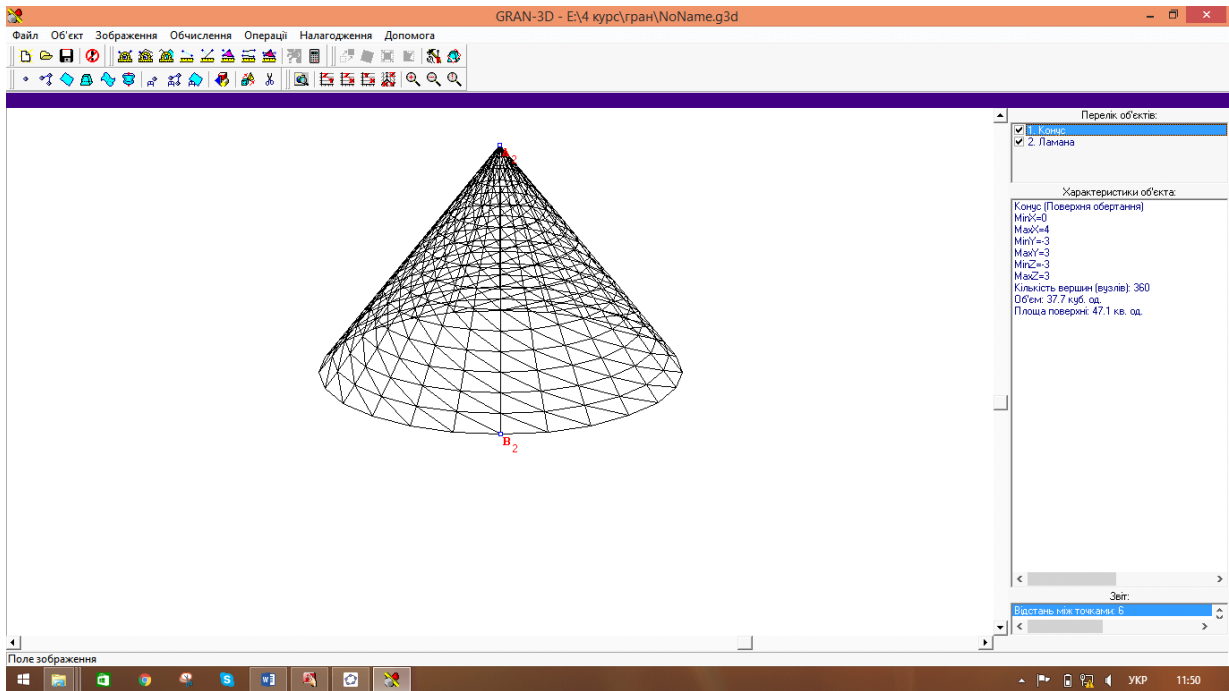 GRAN-3D - E:\4 курс\гран\NoName.g3d
Файл Об'єкт Зображення Обчислення Операції Налагодження Допомога
Перелік об'єктів:
1. Конус
2. Ламана
Характеристики об'єкта:
Конус (Поверхня обертання)
MinX=0
MaxX=4
MinY=-3
MaxY=3
MinZ=-3
MaxZ=3
Кількість вершин (вузлів): 360
Об'єм: 37.7 куб. од.
Площа поверхні: 47.1 кв. од.
A 2
B 2
Звіт:
Відстань між точками: 6
Поле зображення
УКР 11:50